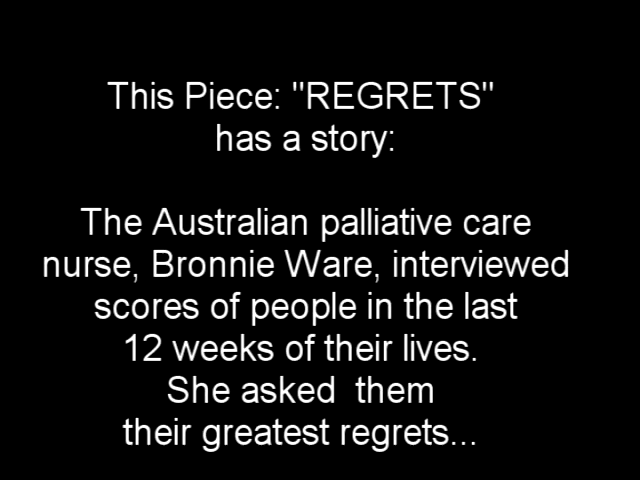 This Piece: "REGRETS"
has a story:
The Australian palliative care
nurse, Bronnie Ware, interviewed
scores of people in the last
12 weeks of their lives.
She asked  them
their greatest regrets...